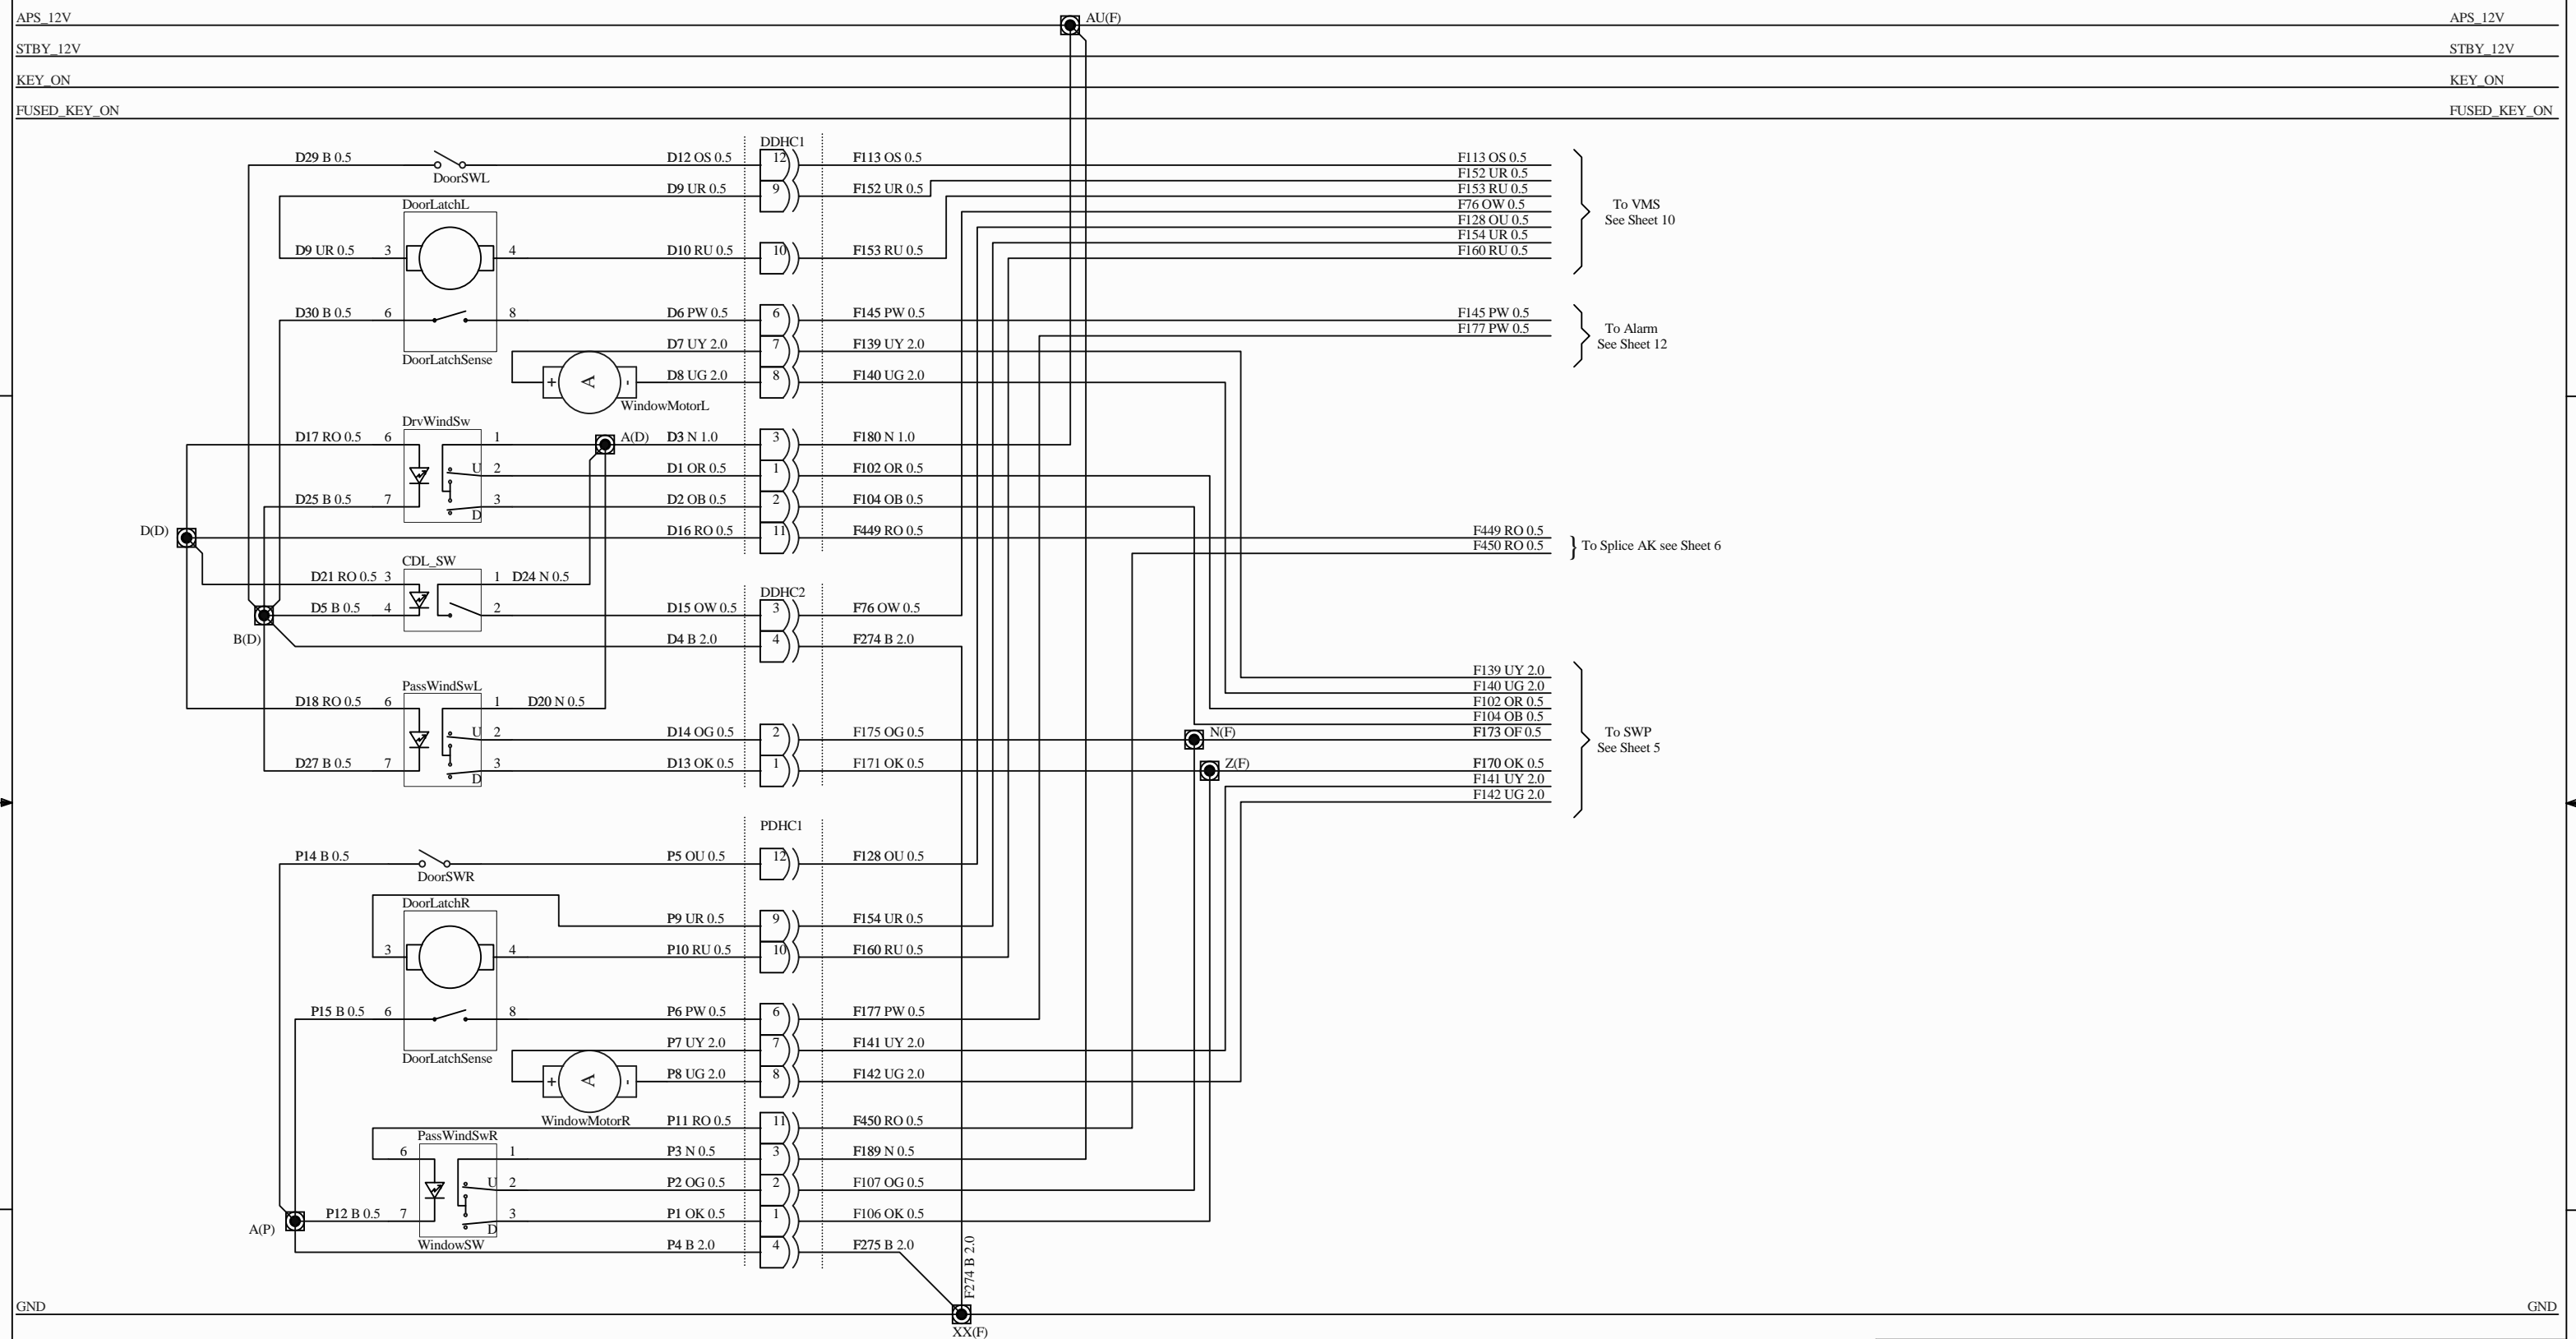 APS_12V AU(F) APS_12V
STBY_12V STBY_12V
KEY_ON KEY_ON
FUSED_KEY_ON FUSED_KEY_ON
DDHC1
D29 B 0.5 D12 OS 0.5 12 F113 OS 0.5 F113 OS 0.5
DoorSWL
F152 UR 0.5
D9 UR 0.5 9 F152 UR 0.5 F153 RU 0.5
DoorLatchL F76 OW 0.5 To VMS
F128 OU 0.5 See Sheet 10
F154 UR 0.5
D9 UR 0.5 3 4 D10 RU 0.5 10 F153 RU 0.5 F160 RU 0.5
D30 B 0.5 6 8 D6 PW 0.5 6 F145 PW 0.5 F145 PW 0.5
F177 PW 0.5 To Alarm
D7 UY 2.0 7 F139 UY 2.0 See Sheet 12
DoorLatchSense
+ A - D8 UG 2.0 8 F140 UG 2.0
WindowMotorL
DrvWindSw
D17 RO 0.5 6 1 A(D) D3 N 1.0 3 F180 N 1.0
U 2 D1 OR 0.5 1 F102 OR 0.5
D25 B 0.5 7 3 D2 OB 0.5 2 F104 OB 0.5
D
D(D) D16 RO 0.5 11 F449 RO 0.5 F449 RO 0.5
F450 RO 0.5 } To Splice AK see Sheet 6
CDL_SW
D21 RO 0.5 3 1 D24 N 0.5
DDHC2
D5 B 0.5 4 2 D15 OW 0.5 3 F76 OW 0.5
B(D) D4 B 2.0 4 F274 B 2.0
F139 UY 2.0
PassWindSwL F140 UG 2.0
D18 RO 0.5 6 1 D20 N 0.5 F102 OR 0.5
F104 OB 0.5
U 2 D14 OG 0.5 2 F175 OG 0.5 N(F) F173 OF 0.5 To SWP
See Sheet 5
D27 B 0.5 7 3 D13 OK 0.5 1 F171 OK 0.5 Z(F) F170 OK 0.5
D F141 UY 2.0
F142 UG 2.0
PDHC1
P14 B 0.5 P5 OU 0.5 12 F128 OU 0.5
DoorSWR
DoorLatchR
P9 UR 0.5 9 F154 UR 0.5
3 4 P10 RU 0.5 10 F160 RU 0.5
P15 B 0.5 6 8 P6 PW 0.5 6 F177 PW 0.5
P7 UY 2.0 7 F141 UY 2.0
DoorLatchSense
+ A - P8 UG 2.0 8 F142 UG 2.0
WindowMotorR P11 RO 0.5 11 F450 RO 0.5
PassWindSwR
6 1 P3 N 0.5 3 F189 N 0.5
U 2 P2 OG 0.5 2 F107 OG 0.5
P12 B 0.5 7 3 P1 OK 0.5 1 F106 OK 0.5
A(P) D
WindowSW P4 B 2.0 4 F275 B 2.0
F274 B 2.0
GND GND
XX(F)